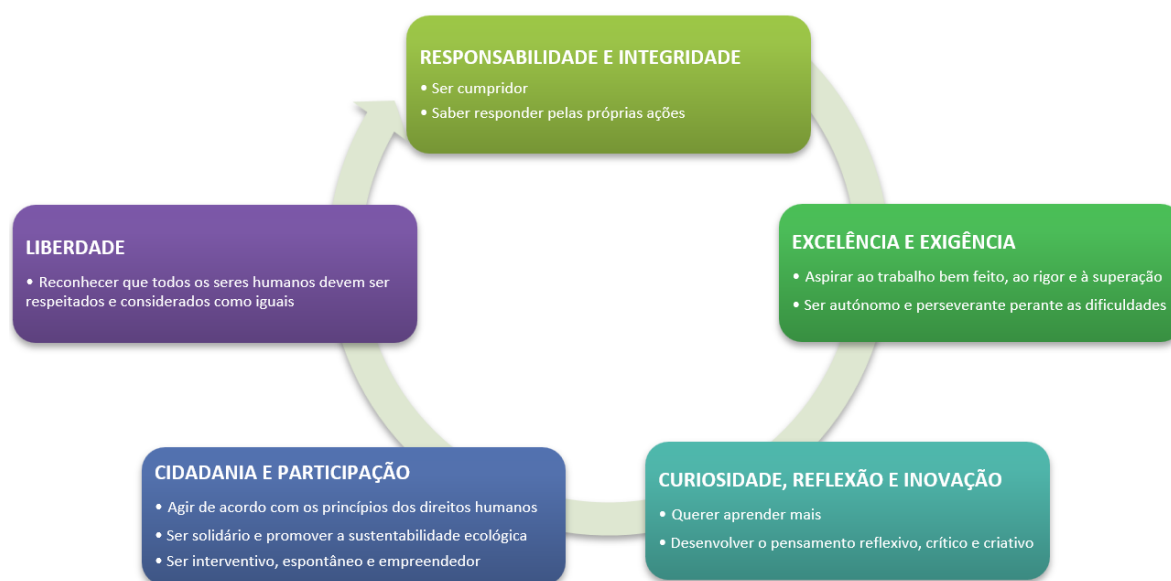 RESPONSABILIDADE E INTEGRIDADE
• Ser cumpridor
• Saber responder pelas próprias ações
EXCELÊNCIA E EXIGÊNCIA
• Aspirar ao trabalho bem feito, ao rigor e à superação
• Ser autónomo e perseverante perante as dificuldades
CURIOSIDADE, REFLEXÃO E INOVAÇÃO
• Querer aprender mais
• Desenvolver o pensamento reflexivo, crítico e criativo
CIDADANIA E PARTICIPAÇÃO
• Agir de acordo com os princípios dos direitos humanos
• Ser solidário e promover a sustentabilidade ecológica
• Ser interventivo, espontâneo e empreendedor
LIBERDADE
• Reconhecer que todos os seres humanos devem ser
respeitados e considerados como iguais